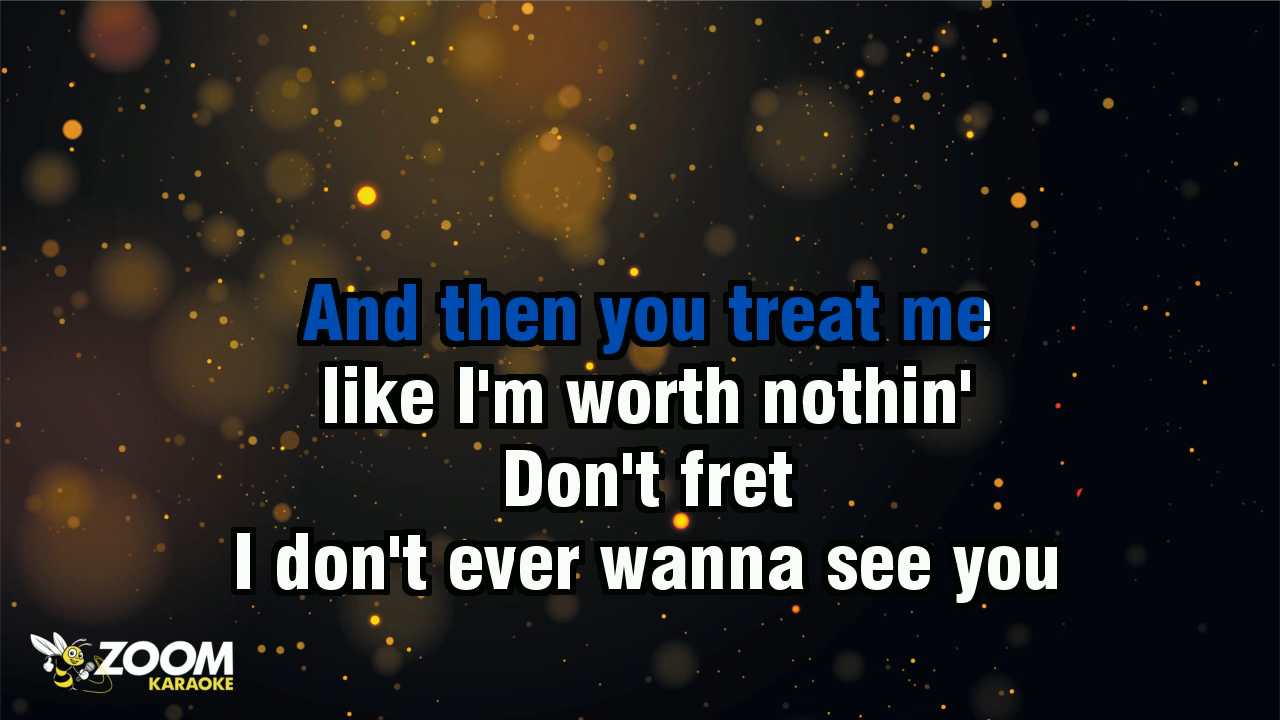 And then you treat me
like I'm worth nothin'
Don't fret
I don't ever wanna see you
ZOOM
KARAOKE